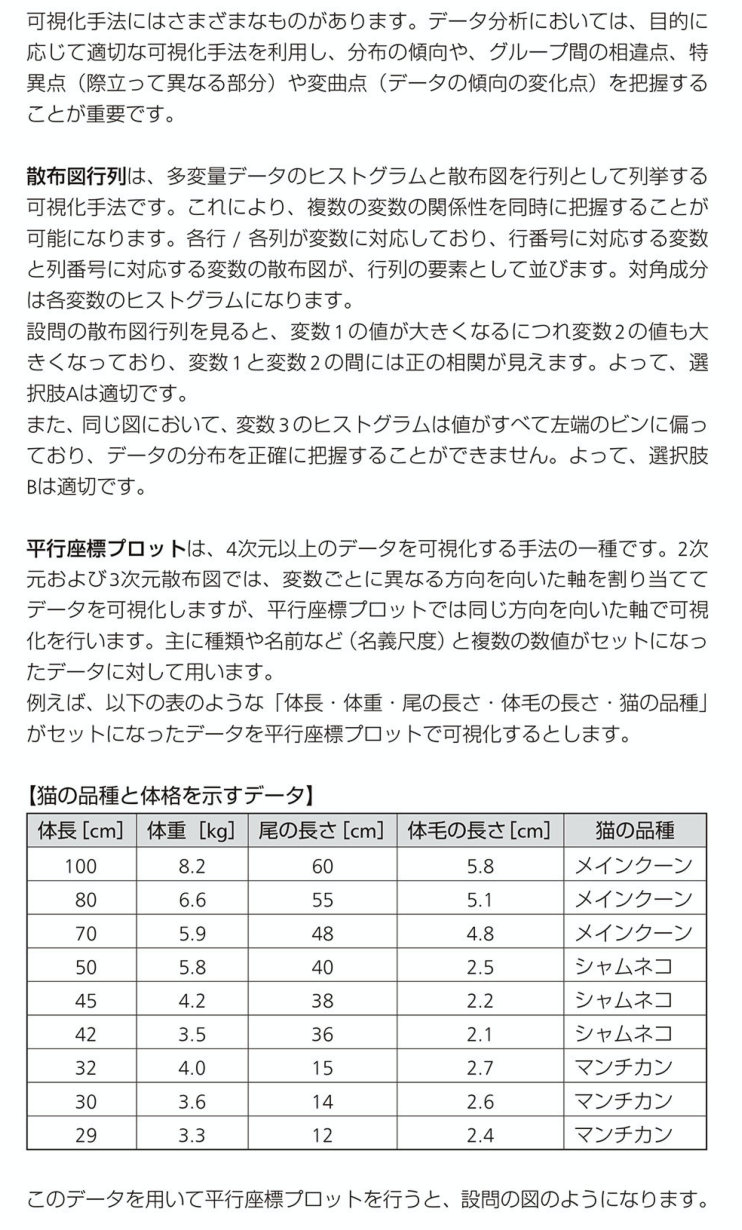 可視化手法にはさまざまなものがあります。データ分析においては、目的に
応じて適切な可視化手法を利用し、分布の傾向や、グループ間の相違点、特
異点（際立って異なる部分）や変曲点（データの傾向の変化点）を把握する
ことが重要です。
散布図行列は、多変量データのヒストグラムと散布図を行列として列挙する
可視化手法です。これにより、複数の変数の関係性を同時に把握することが
可能になります。各行 / 各列が変数に対応しており、行番号に対応する変数
と列番号に対応する変数の散布図が、行列の要素として並びます。対角成分
は各変数のヒストグラムになります。
設問の散布図行列を見ると、変数1の値が大きくなるにつれ変数2の値も大
きくなっており、変数1と変数2の間には正の相関が見えます。よって、選
択肢Aは適切です。
また、同じ図において、変数3のヒストグラムは値がすべて左端のビンに偏っ
ており、データの分布を正確に把握することができません。よって、選択肢
Bは適切です。
平行座標プロットは、4次元以上のデータを可視化する手法の一種です。2次
元および3次元散布図では、変数ごとに異なる方向を向いた軸を割り当てて
データを可視化しますが、平行座標プロットでは同じ方向を向いた軸で可視
化を行います。主に種類や名前など（名義尺度）と複数の数値がセットになっ
たデータに対して用います。
例えば、以下の表のような「体長・体重・尾の長さ・体毛の長さ・猫の品種」
がセットになったデータを平行座標プロットで可視化するとします。
【猫の品種と体格を示すデータ】
体長［cm］ 体重［kg］ 尾の長さ［cm］ 体毛の長さ［cm］ 猫の品種
100 8.2 60 5.8 メインクーン
80 6.6 55 5.1 メインクーン
70 5.9 48 4.8 メインクーン
50 5.8 40 2.5 シャムネコ
45 4.2 38 2.2 シャムネコ
42 3.5 36 2.1 シャムネコ
32 4.0 15 2.7 マンチカン
30 3.6 14 2.6 マンチカン
29 3.3 12 2.4 マンチカン
このデータを用いて平行座標プロットを行うと、設問の図のようになります。